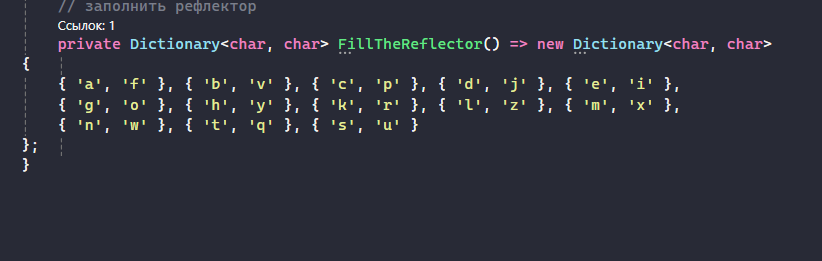 // заполнить рефлектор
Ссылок: 1
private Dictionary<char, char> FillTheReflector() => new Dictionary<char, char>
{
{ 'a', 'f' }, { 'b', 'v' }, { 'c', 'p' }, { 'd', 'j' }, { 'e', 'i' },
{ 'g', 'o' }, { 'h', 'y' }, { 'k', 'r' }, { 'l', 'z' }, { 'm', 'x' },
{ 'n', 'w' }, { 't', 'q' }, { 's', 'u' }
};
}